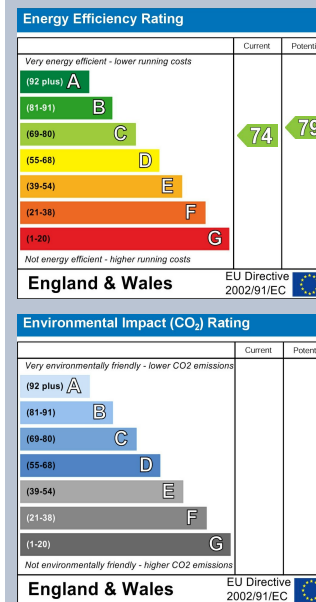 Energy Efficiency Rating
Current Potenti
Very energy efficient - lower running costs
(92 plus) A
(81-91) B
(69-80) C
(55-68) D
(39-54) E
(21-38) F
(1-20) G
74
79
Not energy efficient - higher running costs
England & Wales
EU Directive
2002/91/EC
Environmental Impact (CO₂) Rating
Current Potent
Very environmentally friendly - lower CO2 emissions
(92 plus) A
(81-91) B
(69-80) C
(55-68) D
(39-54) E
(21-38) F
(1-20) G
Not environmentally friendly - higher CO2 emissions
England & Wales
EU Directive
2002/91/EC